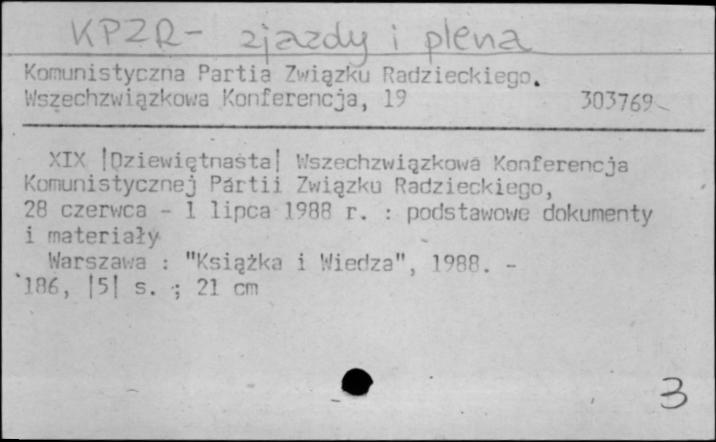 KPZR - zjazdy i plena
Komunistyczna Partia Związku Radzieckiego.
Wszechzwiązkowa Konferencja, 19 303769
XIX |Dziewiętnasta| Wszechzwiązkowa Konferencja
Komunistycznej Partii Związku Radzieckiego,
28 czerwca - 1 lipca 1988 r. : podstawowe dokumenty
i materiały
Warszawa : "Książka i Wiedza", 1988. -
186, |5| s. ; 21 cm
3